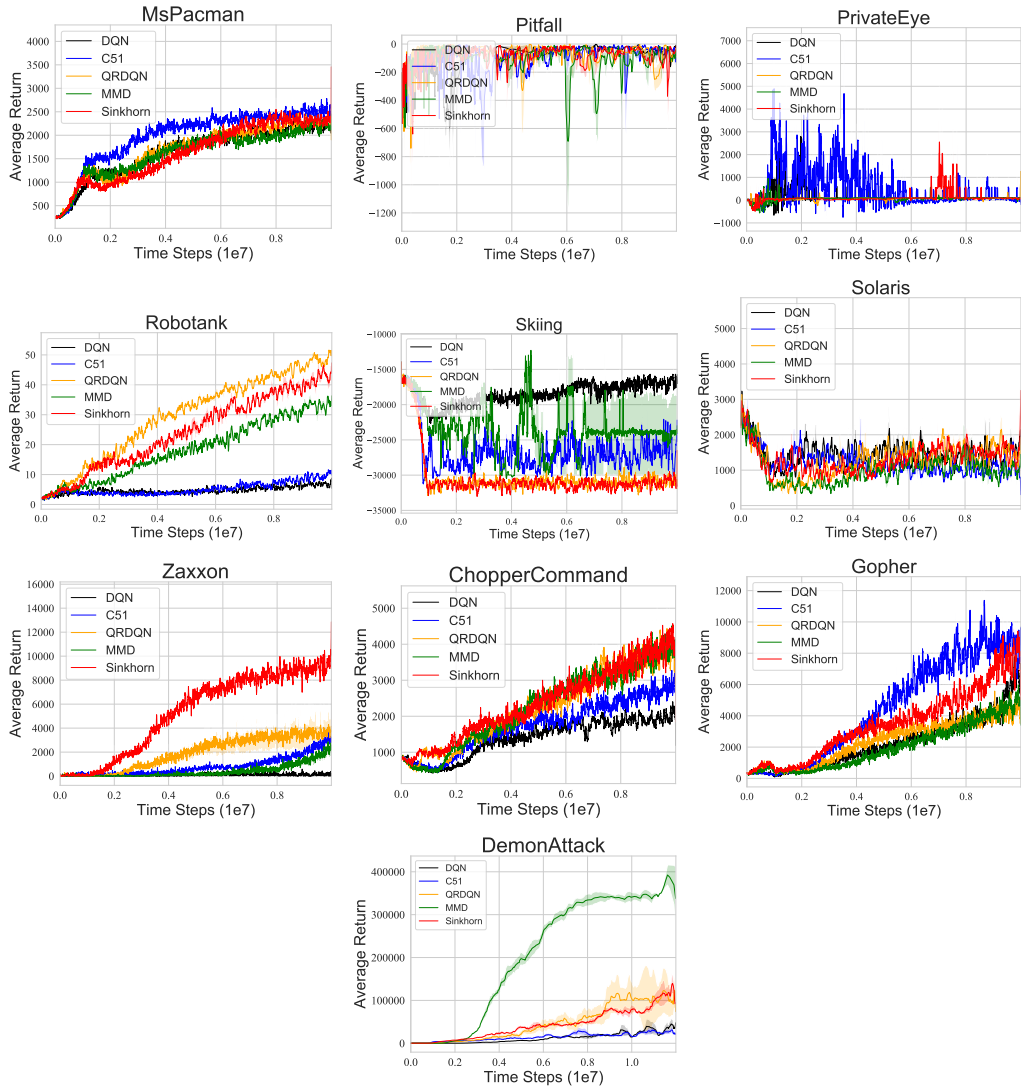 MsPacman
Average Return
4000
3500
3000
2500
2000
1500
1000
500
DQN
C51
QRDQN
MMD
Sinkhorn
0.0 0.2 0.4 0.6 0.8
Time Steps (1e7)
Pitfall
Average Return
0
−200
−400
−600
−800
−1000
−1200
DQN
C51
QRDQN
MMD
Sinkhorn
0.0 0.2 0.4 0.6 0.8
Time Steps (1e7)
PrivateEye
Average Return
7000
6000
5000
4000
3000
2000
1000
0
−1000
DQN
C51
QRDQN
MMD
Sinkhorn
0.0 0.2 0.4 0.6 0.8
Time Steps (1e7)
Robotank
Average Return
50
40
30
20
10
0
DQN
C51
QRDQN
MMD
Sinkhorn
0.0 0.2 0.4 0.6 0.8
Time Steps (1e7)
Skiing
Average Return
−10000
−15000
−20000
−25000
−30000
−35000
DQN
C51
QRDQN
MMD
Sinkhorn
0.0 0.2 0.4 0.6 0.8
Time Steps (1e7)
Solaris
Average Return
5000
4000
3000
2000
1000
0
DQN
C51
QRDQN
MMD
Sinkhorn
0.0 0.2 0.4 0.6 0.8
Time Steps (1e7)
Zaxxon
Average Return
16000
14000
12000
10000
8000
6000
4000
2000
0
DQN
C51
QRDQN
MMD
Sinkhorn
0.0 0.2 0.4 0.6 0.8
Time Steps (1e7)
ChopperCommand
Average Return
5000
4000
3000
2000
1000
DQN
C51
QRDQN
MMD
Sinkhorn
0.0 0.2 0.4 0.6 0.8
Time Steps (1e7)
Gopher
Average Return
12000
10000
8000
6000
4000
2000
0
DQN
C51
QRDQN
MMD
Sinkhorn
0.0 0.2 0.4 0.6 0.8
Time Steps (1e7)
DemonAttack
Average Return
400000
300000
200000
100000
0
DQN
C51
QRDQN
MMD
Sinkhorn
0.0 0.2 0.4 0.6 0.8 1.0
Time Steps (1e7)